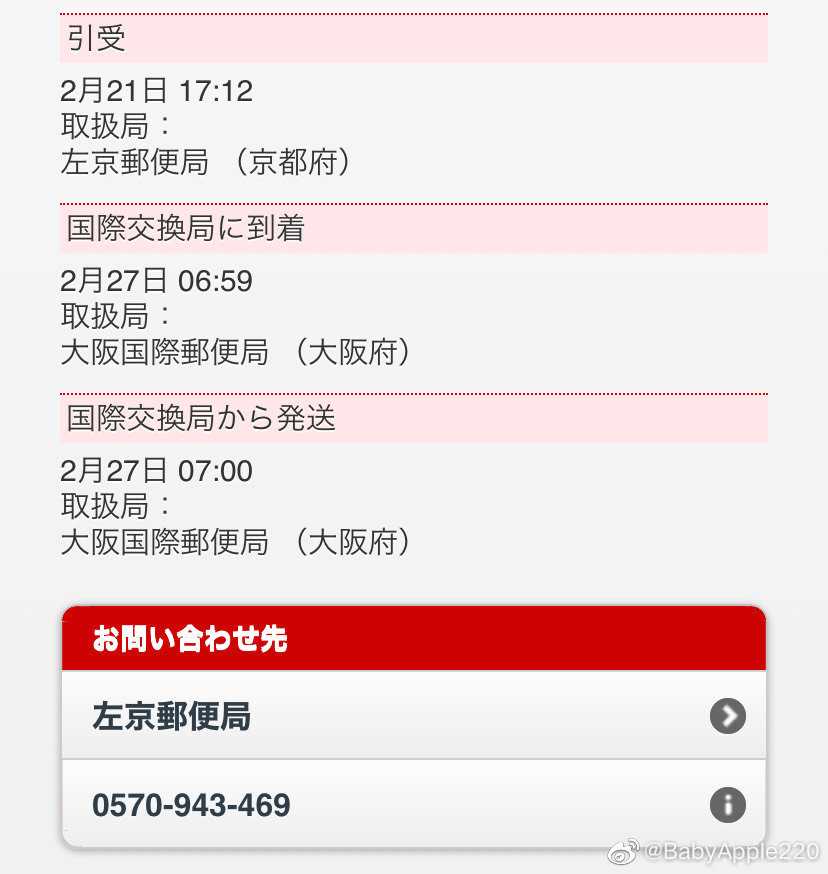 引受
2月21日 17:12
取扱局：
左京郵便局 （京都府）
国際交換局に到着
2月27日 06:59
取扱局：
大阪国際郵便局 （大阪府）
国際交換局から発送
2月27日 07:00
取扱局：
大阪国際郵便局 （大阪府）
お問い合わせ先
左京郵便局
0570-943-469
@BabyApple220